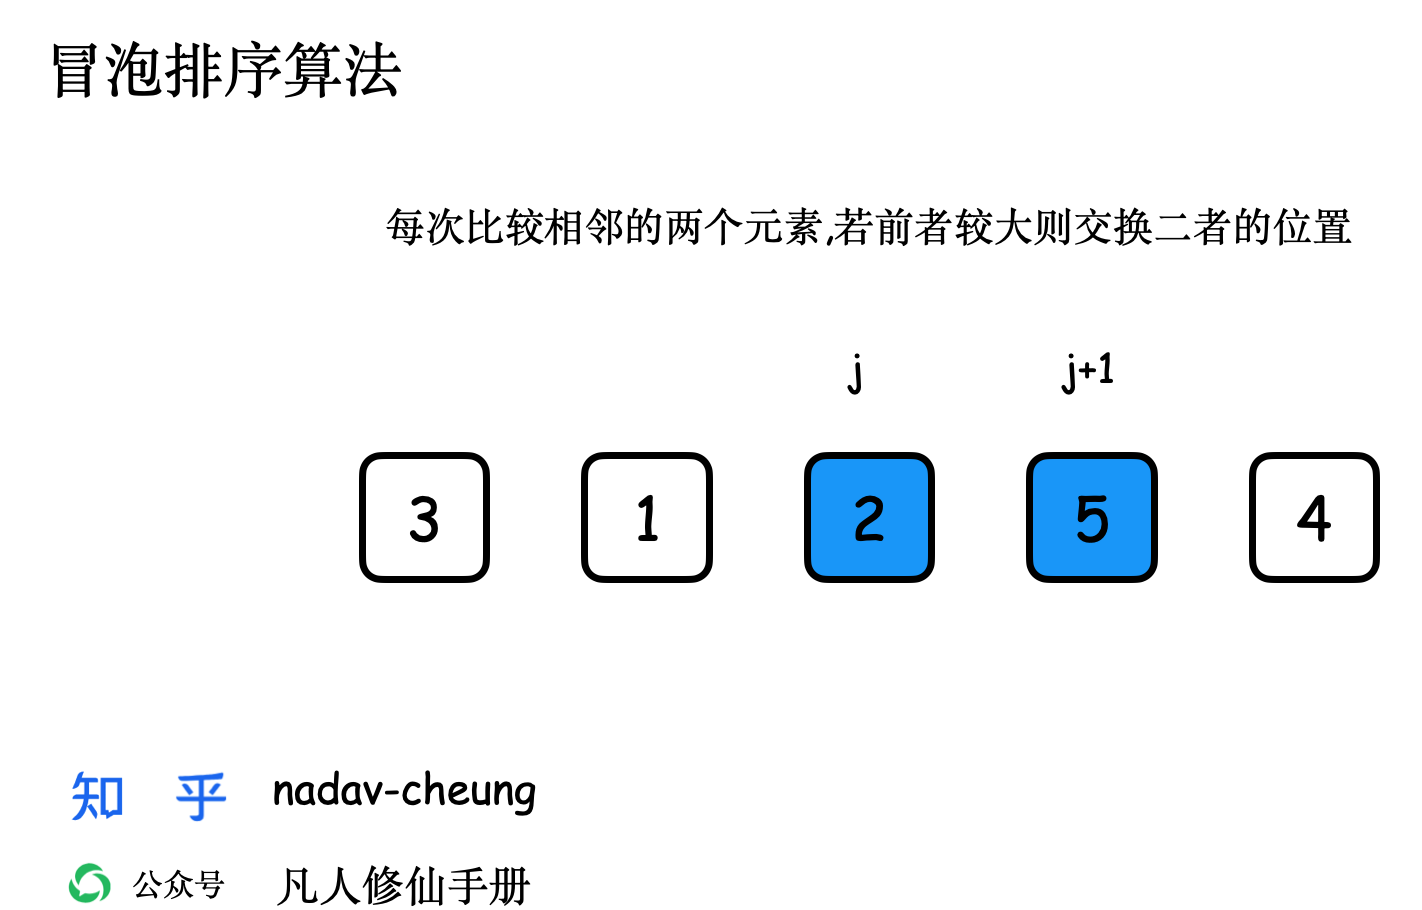 冒泡排序算法
每次比较相邻的两个元素,若前者较大则交换二者的位置
j j+1
3 1 2 5 4
知 乎 nadav-cheung
公众号 凡人修仙手册